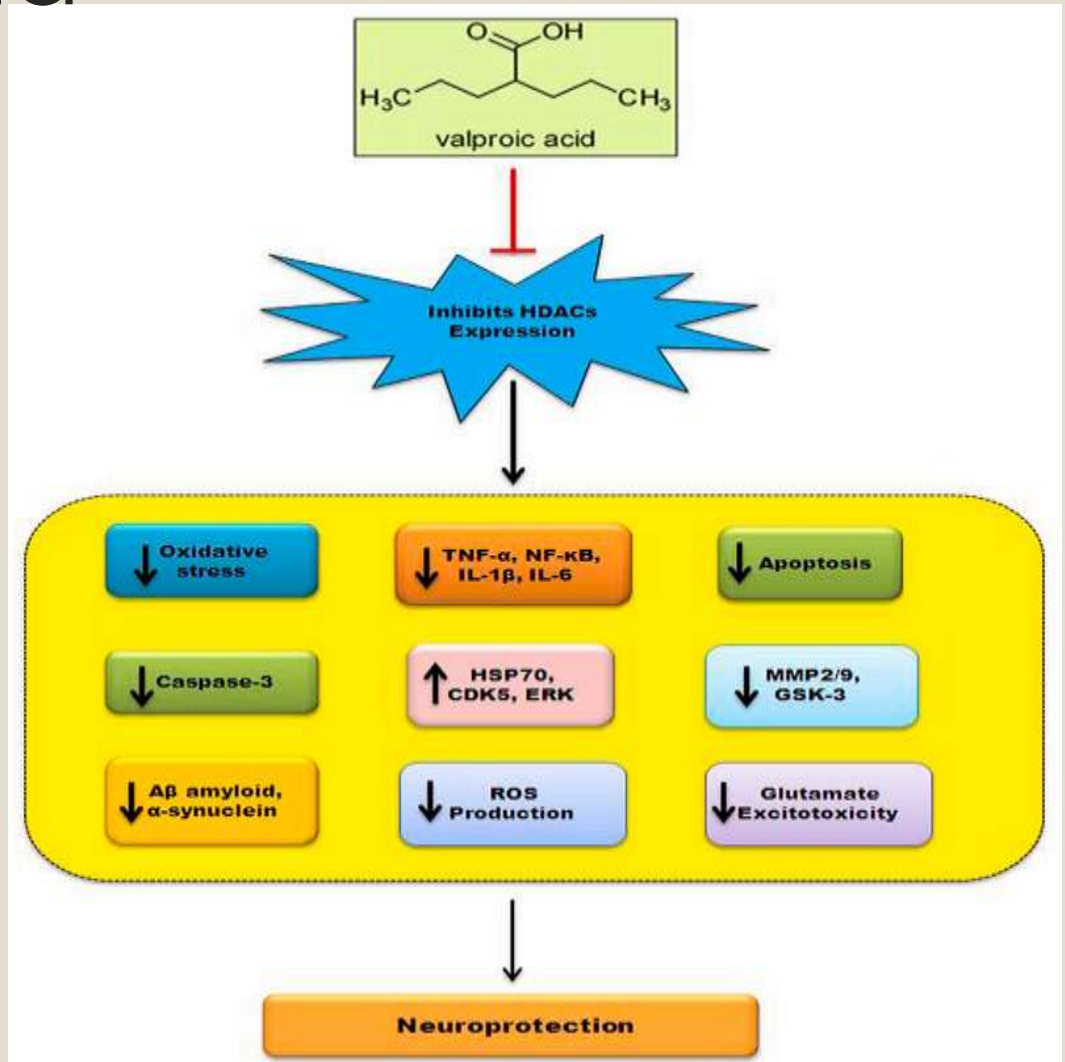 O OH
H₃C CH₃
valproic acid
Inhibits HDACs
Expression
↓ Oxidative
stress
↓ TNF-α, NF-κB,
IL-1β, IL-6
↓ Apoptosis
↓ Caspase-3
↑ HSP70,
CDK5, ERK
↓ MMP2/9,
GSK-3
↓ Aβ amyloid,
α-synuclein
↓ ROS
Production
↓ Glutamate
Excitotoxicity
Neuroprotection